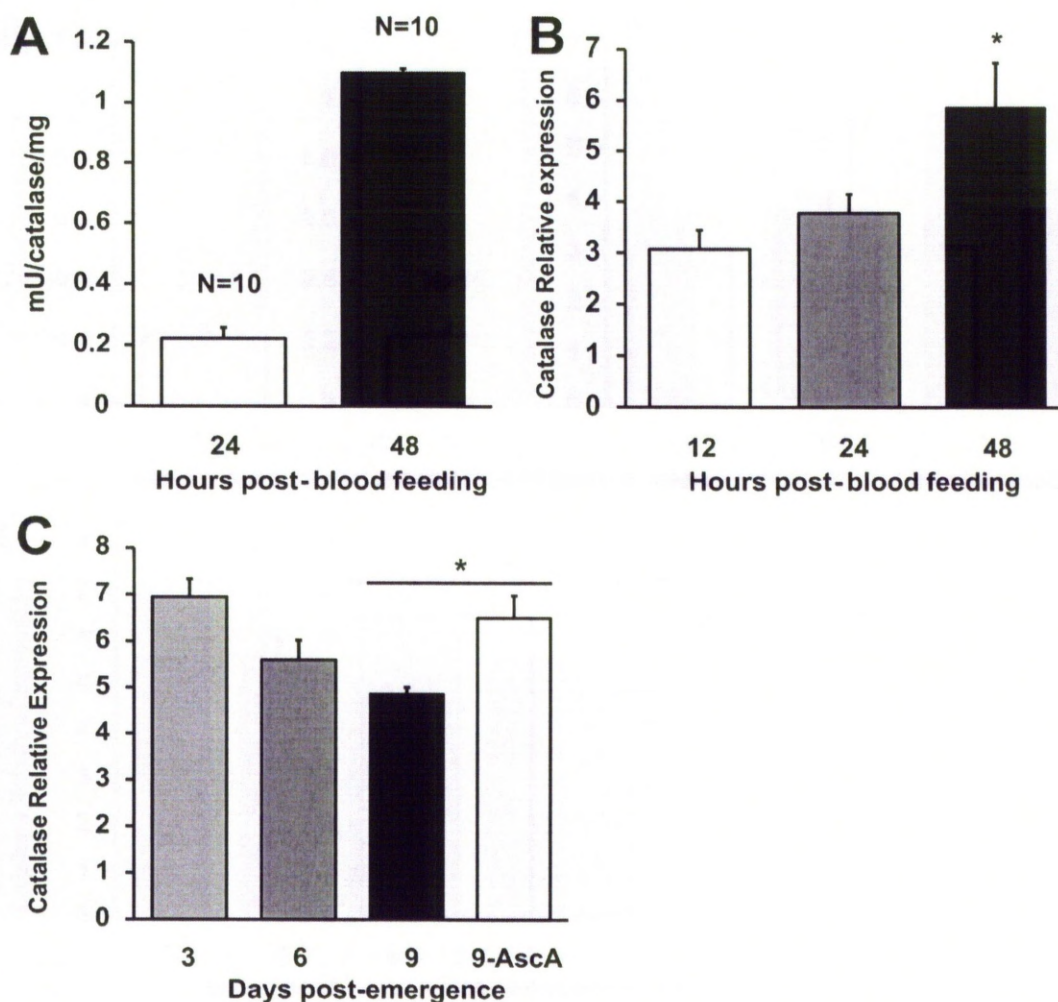 A
N=10
N=10
mU/catalase/mg
1.2
1
0.8
0.6
0.4
0.2
0
24
48
Hours post-blood feeding
B
*
Catalase Relative expression
7
6
5
4
3
2
1
0
12
24
48
Hours post-blood feeding
C
*
Catalase Relative Expression
8
7
6
5
4
3
2
1
0
3
6
9
9-AscA
Days post-emergence